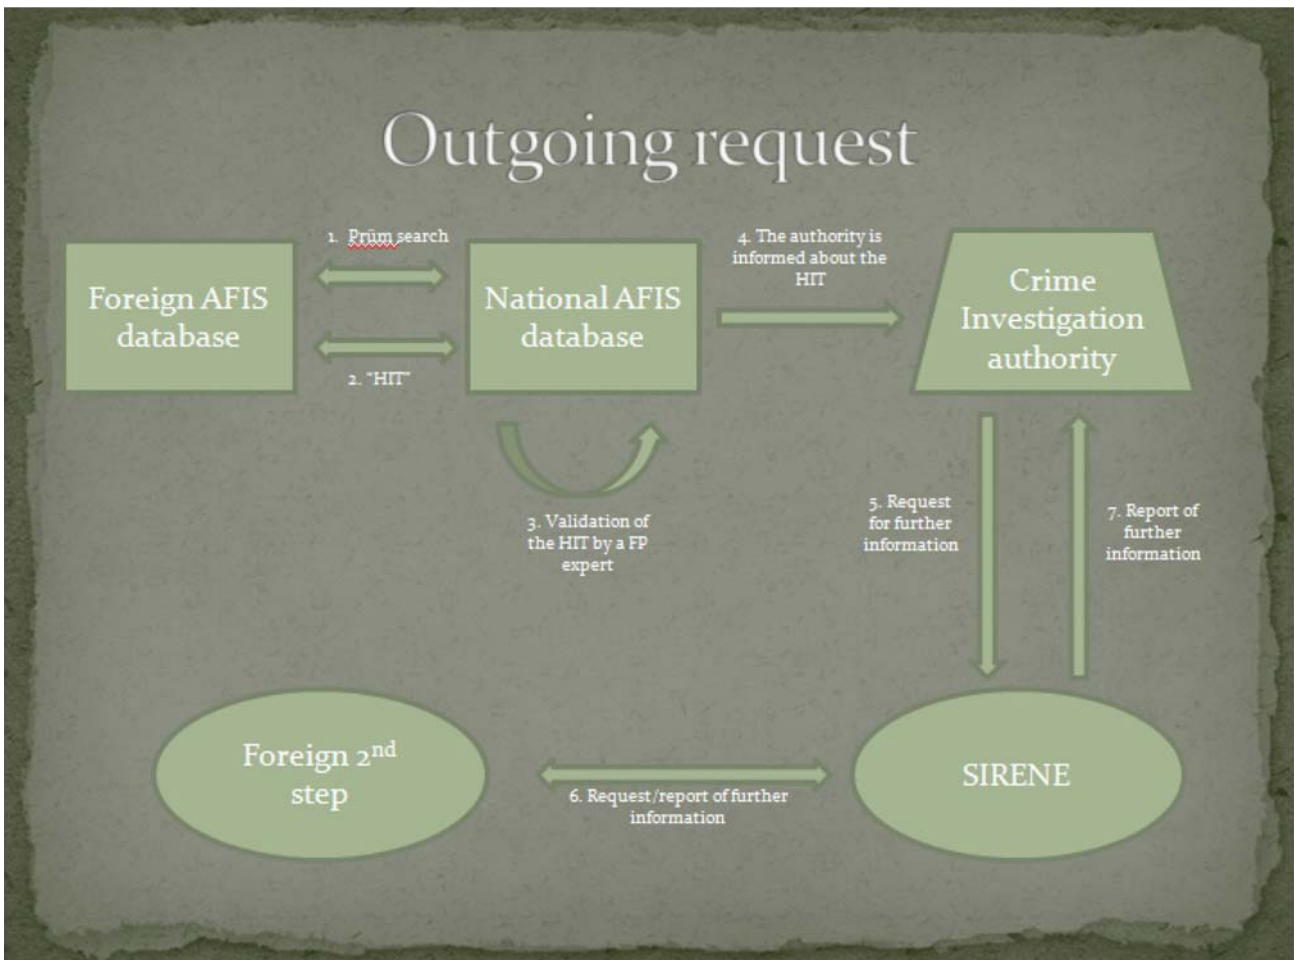 Outgoing request
1. Prüm search
Foreign AFIS
database
2. “HIT”
National AFIS
database
3. Validation of
the HIT by a FP
expert
4. The authority is
informed about the
HIT
Crime
Investigation
authority
5. Request
for further
information
7. Report of
further
information
Foreign 2nd
step
6. Request/report of further
information
SIRENE